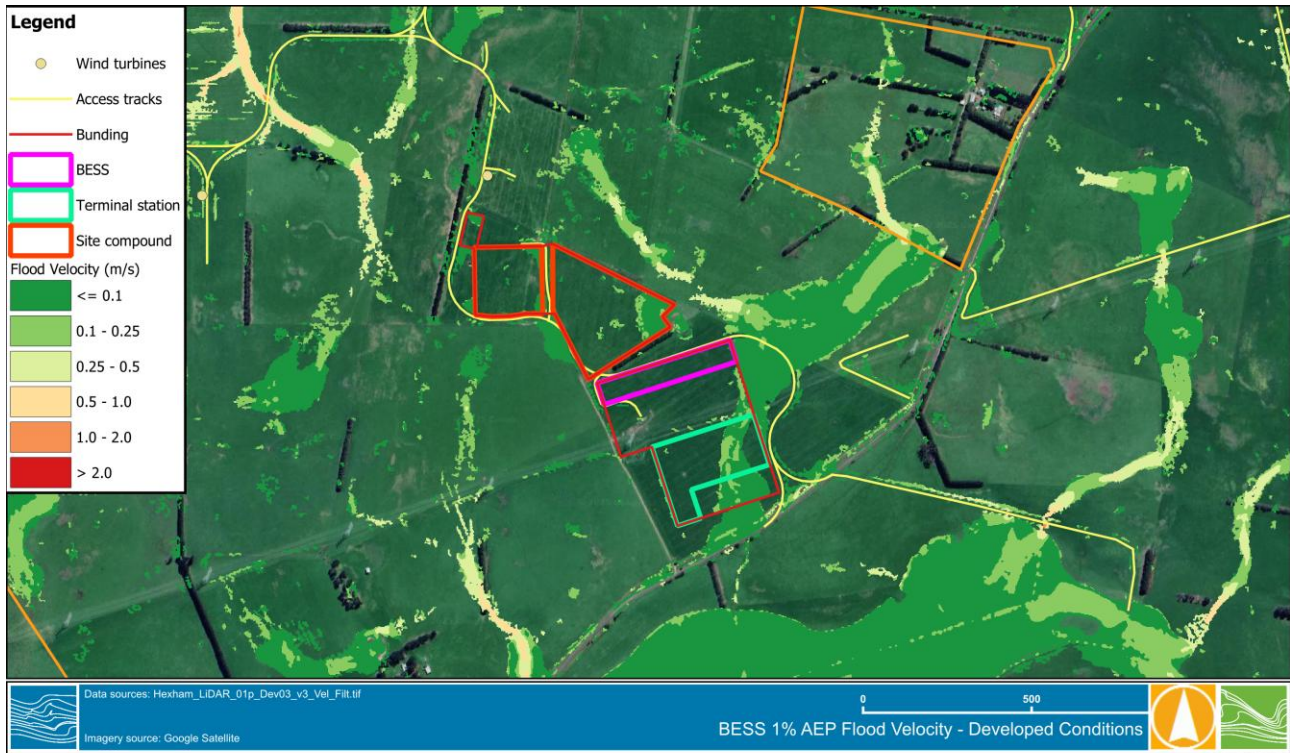 Legend
Wind turbines
Access tracks
Bunding
BESS
Terminal station
Site compound
Flood Velocity (m/s)
<= 0.1
0.1 - 0.25
0.25 - 0.5
0.5 - 1.0
1.0 - 2.0
> 2.0
Data sources: Hexham_LiDAR_01p_Dev03_v3_Vel_Filt.tif
0 500
BESS 1% AEP Flood Velocity - Developed Conditions
Imagery source: Google Satellite